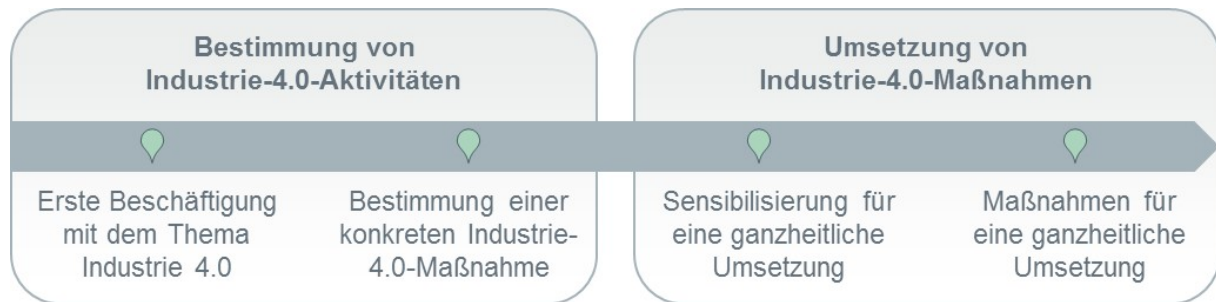 Bestimmung von
Industrie-4.0-Aktivitäten
Erste Beschäftigung
mit dem Thema
Industrie 4.0
Bestimmung einer
konkreten Industrie-
4.0-Maßnahme
Umsetzung von
Industrie-4.0-Maßnahmen
Sensibilisierung für
eine ganzheitliche
Umsetzung
Maßnahmen für
eine ganzheitliche
Umsetzung